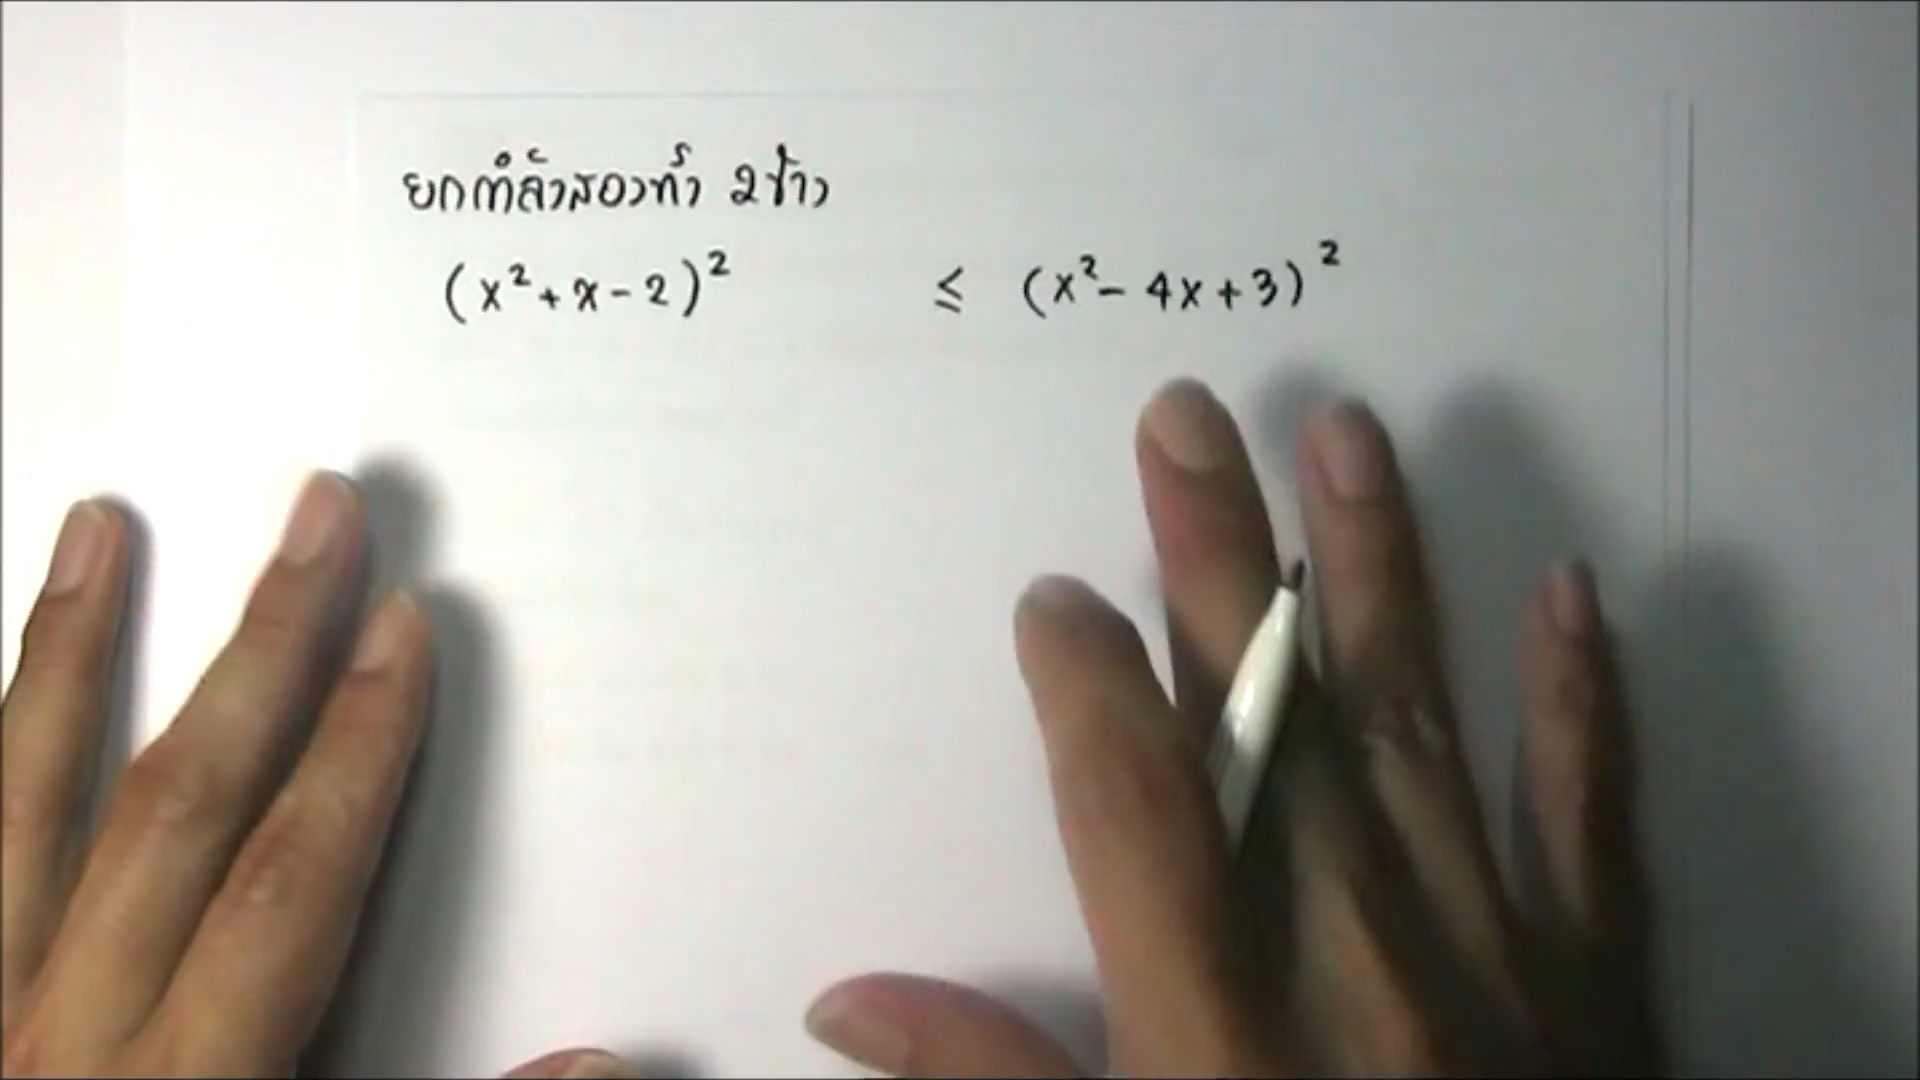 ยกกำลังสองทั้ง 2 ข้าง
(x² + x - 2)² ≤ (x² - 4x + 3)²